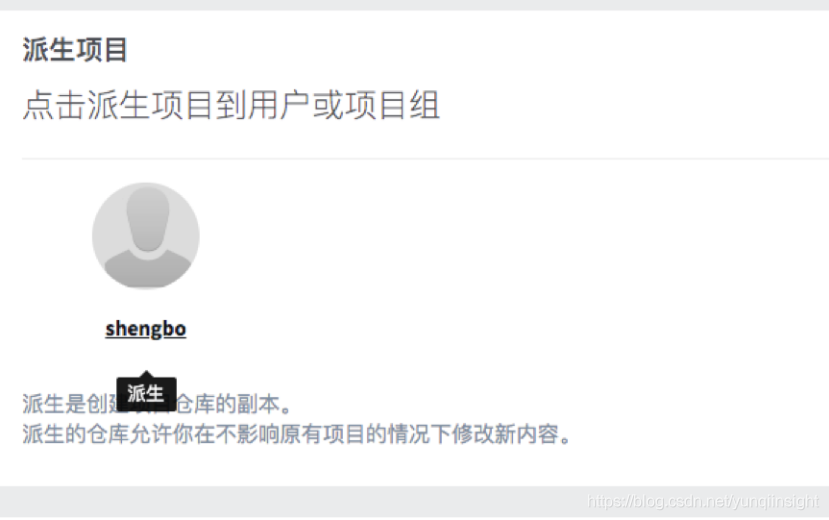 派生项目
点击派生项目到用户或项目组
shengbo
派生
派生是创建 仓库的副本。
派生的仓库允许你在不影响原有项目的情况下修改新内容。
https://blog.csdn.net/yunqiinsight